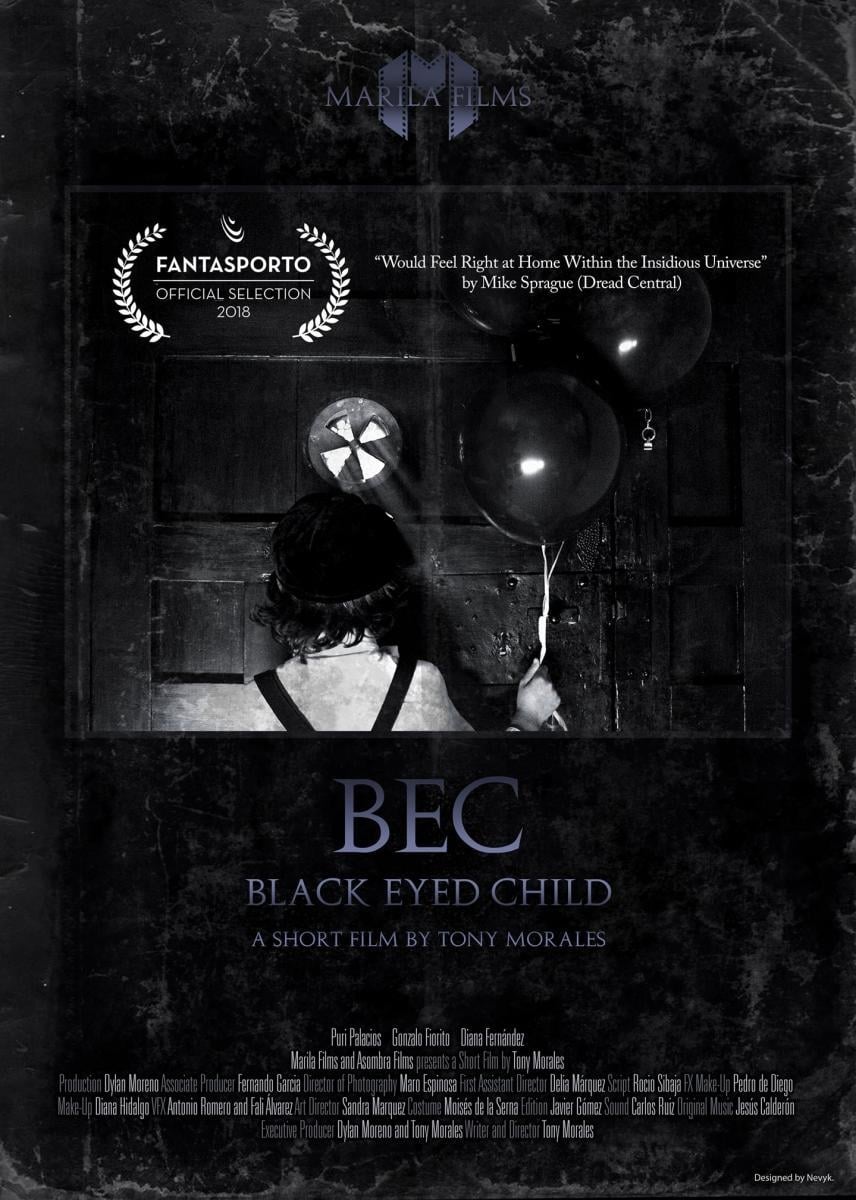 MARILA FILMS
FANTASPORTO
OFFICIAL SELECTION
2018
“Would Feel Right at Home Within the Insidious Universe”
by Mike Sprague (Dread Central)
BEC
BLACK EYED CHILD
A SHORT FILM BY TONY MORALES
Puri Palacios Gonzalo Fiorito Diana Fernández
Marila Films and Asombra Films presents a Short Film by Tony Morales
Production Dylan Moreno Associate Producer Fernando Garcia Director of Photography Maro Espinosa First Assistant Director Delia Márquez Script Rocio Sibaja FX Make-Up Pedro de Diego
Make-Up Diana Hidalgo VFX Antonio Romero and Fali Álvarez Art Director Sandra Marquez Costume Moisés de la Serna Edition Javier Gómez Sound Carlos Ruiz Original Music Jesús Calderón
Executive Producer Dylan Moreno and Tony Morales Writer and Director Tony Morales
Designed by Nevyk.